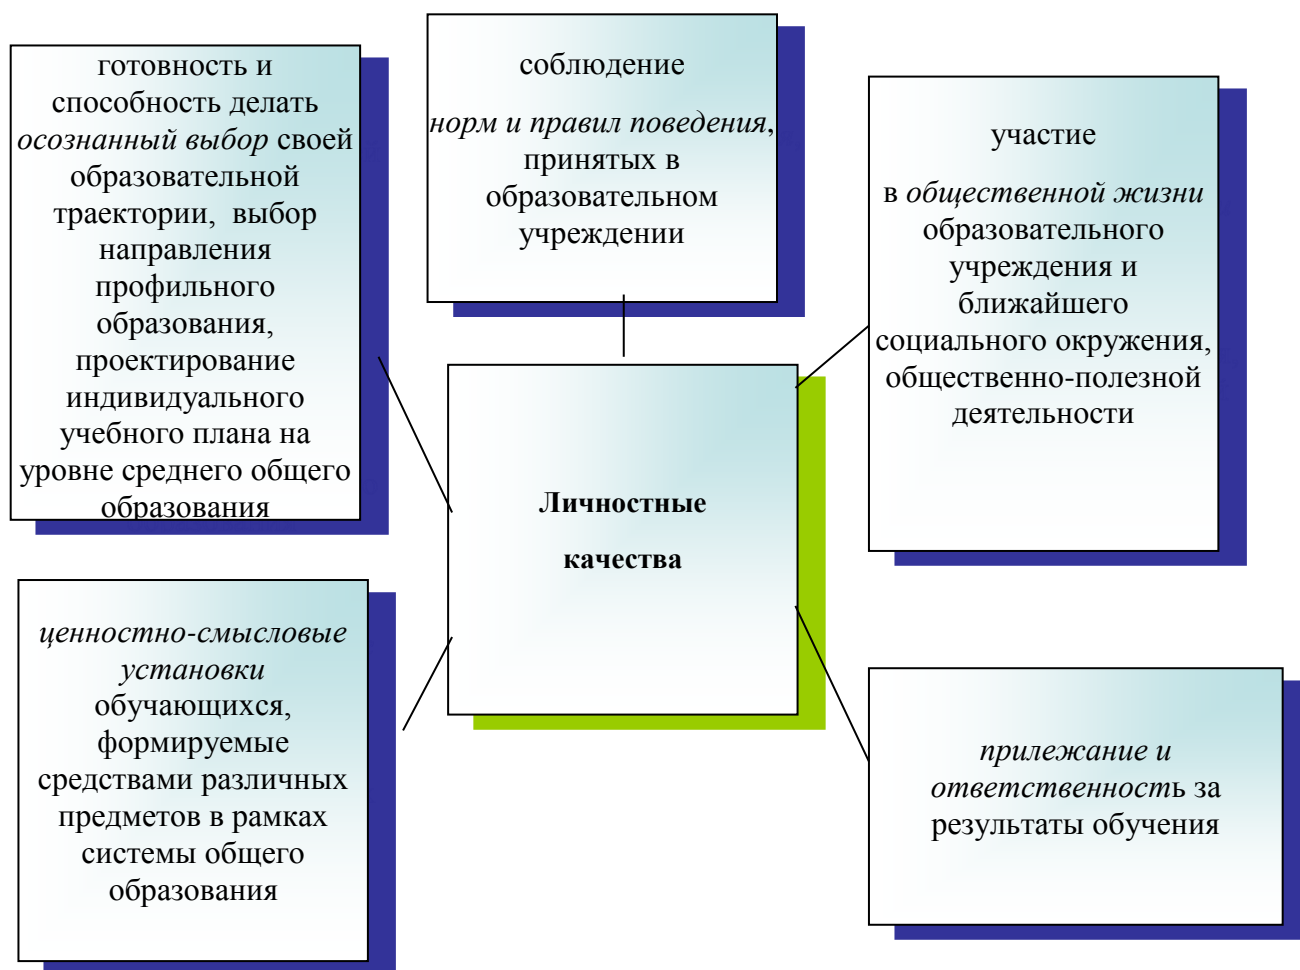 готовность и
способность делать
осознанный выбор своей
образовательной
траектории, выбор
направления
профильного
образования,
проектирование
индивидуального
учебного плана на
уровне среднего общего
образования
соблюдение
норм и правил поведения,
принятых в
образовательном
учреждении
участие
в общественной жизни
образовательного
учреждения и
ближайшего
социального окружения,
общественно-полезной
деятельности
Личностные
качества
ценностно-смысловые
установки
обучающихся,
формируемые
средствами различных
предметов в рамках
системы общего
образования
прилежание и
ответственность за
результаты обучения